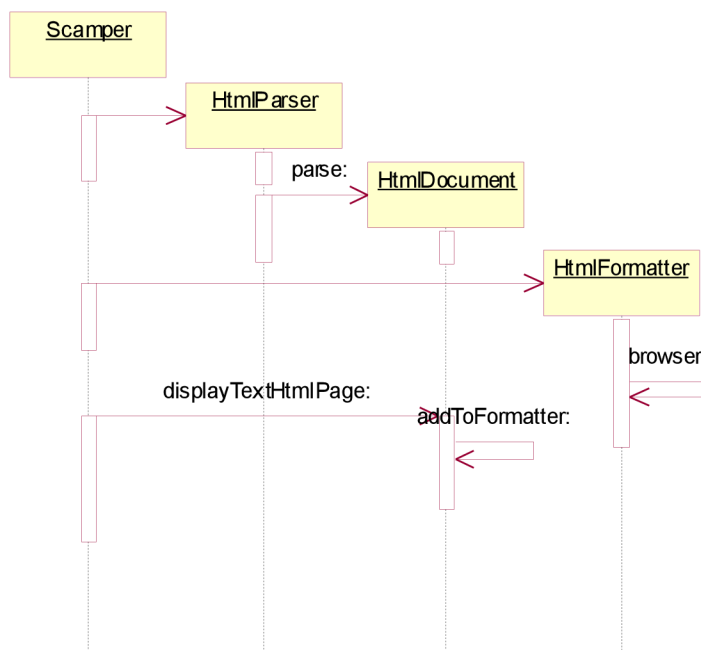 Scamper
HtmlParser
parse:
HtmlDocument
HtmlFormatter
browser
displayTextHtmlPage:
addToFormatter: